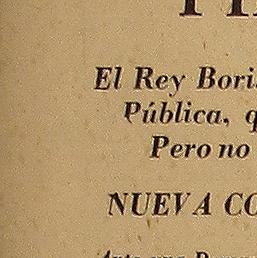 El Rey Boris
Pública, q
Pero no
NUEVA CO